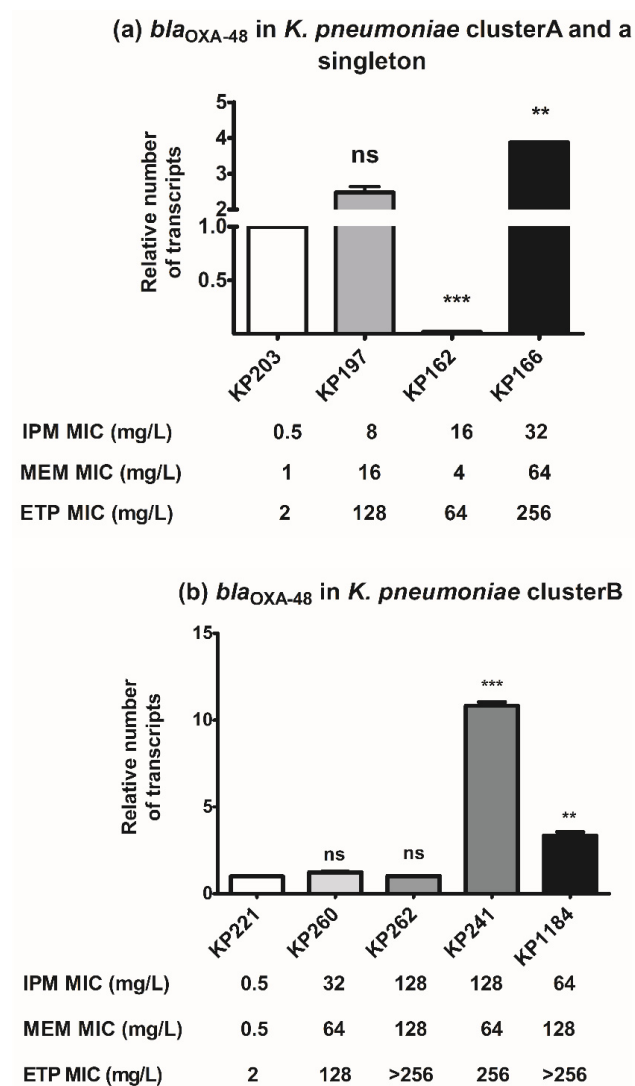 (a) blaOXA-48 in K. pneumoniae clusterA and a
singleton
Relative number
of transcripts
5
4
3
2
1.0
0.5
ns
***
**
KP203 KP197 KP162 KP166
IPM MIC (mg/L) 0.5 8 16 32
MEM MIC (mg/L) 1 16 4 64
ETP MIC (mg/L) 2 128 64 256
(b) blaOXA-48 in K. pneumoniae clusterB
Relative number
of transcripts
15
10
5
0
ns
ns
***
**
KP221 KP260 KP262 KP241 KP1184
IPM MIC (mg/L) 0.5 32 128 128 64
MEM MIC (mg/L) 0.5 64 128 64 128
ETP MIC (mg/L) 2 128 >256 256 >256